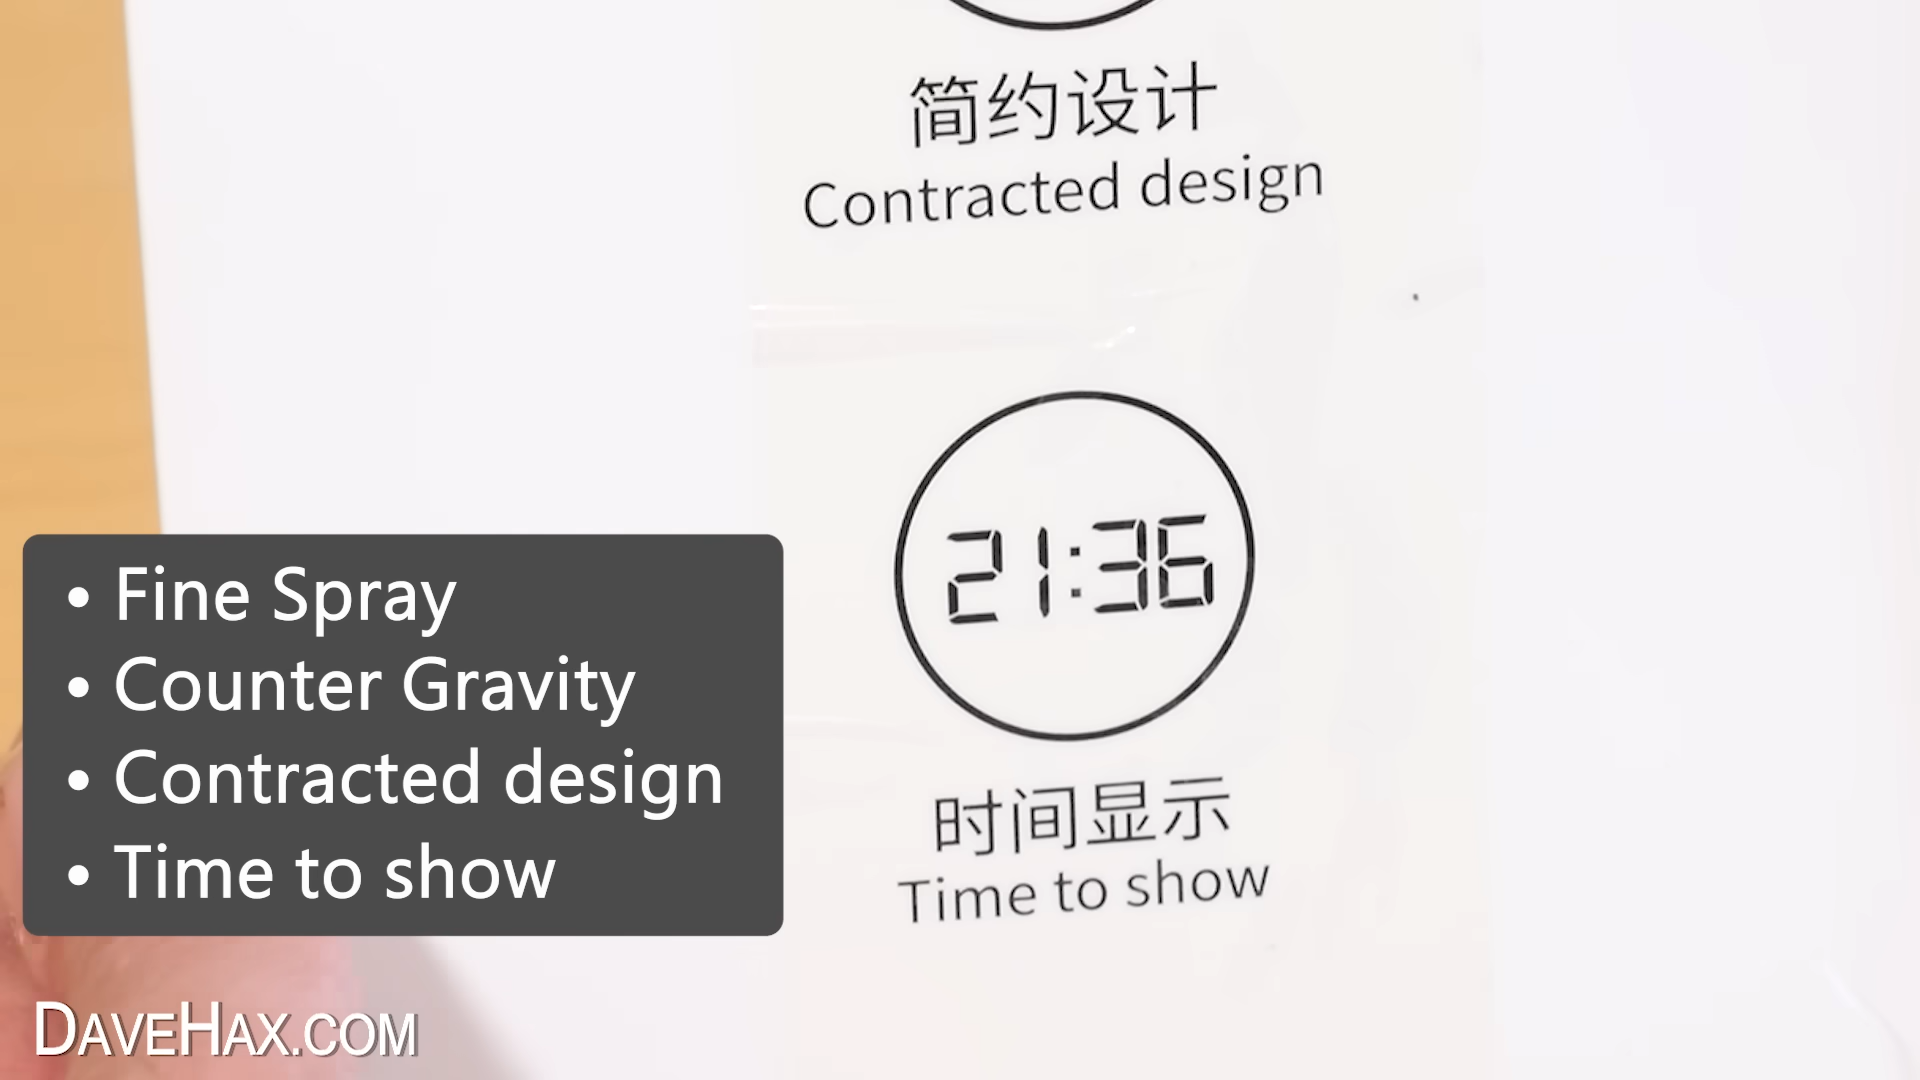 简约设计
Contracted design
21:36
时间显示
Time to show
• Fine Spray
• Counter Gravity
• Contracted design
• Time to show
DAVEHAX.COM